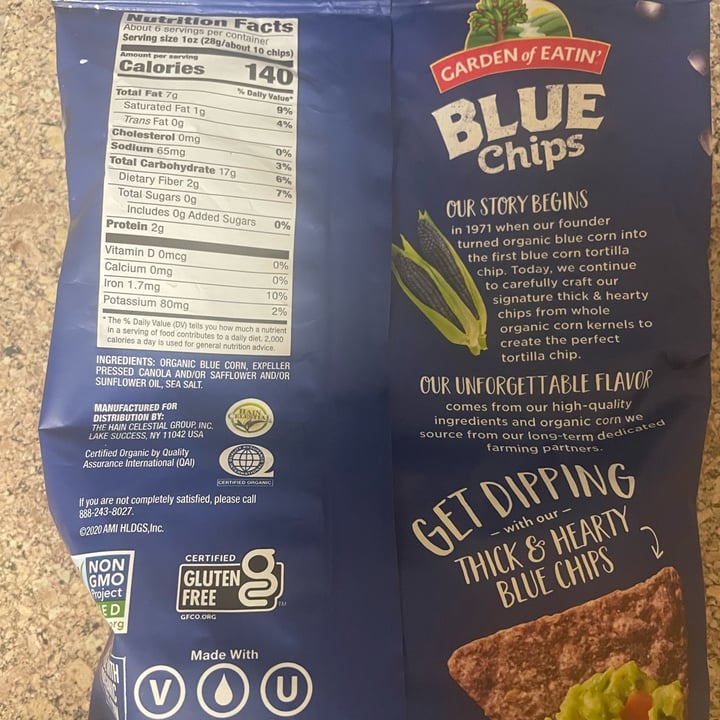 Nutrition Facts
About 6 servings per container
Serving size 1oz (28g/about 10 chips)
Amount per serving
Calories 140
% Daily Value*
Total Fat 7g 9%
Saturated Fat 1g 4%
Trans Fat 0g
Cholesterol 0mg 0%
Sodium 65mg 3%
Total Carbohydrate 17g 6%
Dietary Fiber 2g 7%
Total Sugars 0g
Includes 0g Added Sugars 0%
Protein 2g
Vitamin D 0mcg 0%
Calcium 0mg 0%
Iron 1.7mg 10%
Potassium 80mg 2%
* The % Daily Value (DV) tells you how much a nutrient
in a serving of food contributes to a daily diet. 2,000
calories a day is used for general nutrition advice.
INGREDIENTS: ORGANIC BLUE CORN, EXPELLER
PRESSED CANOLA AND/OR SAFFLOWER AND/OR
SUNFLOWER OIL, SEA SALT.
MANUFACTURED FOR
DISTRIBUTION BY:
THE HAIN CELESTIAL GROUP, INC.
LAKE SUCCESS, NY 11042 USA
HAIN
CELESTIAL
Certified Organic by Quality
Assurance International (QAI)
CERTIFIED ORGANIC
If you are not completely satisfied, please call
888-243-8027.
©2020 AMI HLDGS,Inc.
NON
GMO
Project
ED
org
CERTIFIED
GLUTEN
FREE
TM
GFCO.ORG
Made With
V U
GARDEN of EATIN'
BLUE
Chips
OUR STORY BEGINS
in 1971 when our founder
turned organic blue corn into
the first blue corn tortilla
chip. Today, we continue
to carefully craft our
signature thick & hearty
chips from whole
organic corn kernels to
create the perfect
tortilla chip.
OUR UNFORGETTABLE FLAVOR
comes from our high-quality
ingredients and organic corn we
source from our long-term dedicated
farming partners.
GET DIPPING
– with our –
THICK & HEARTY
BLUE CHIPS